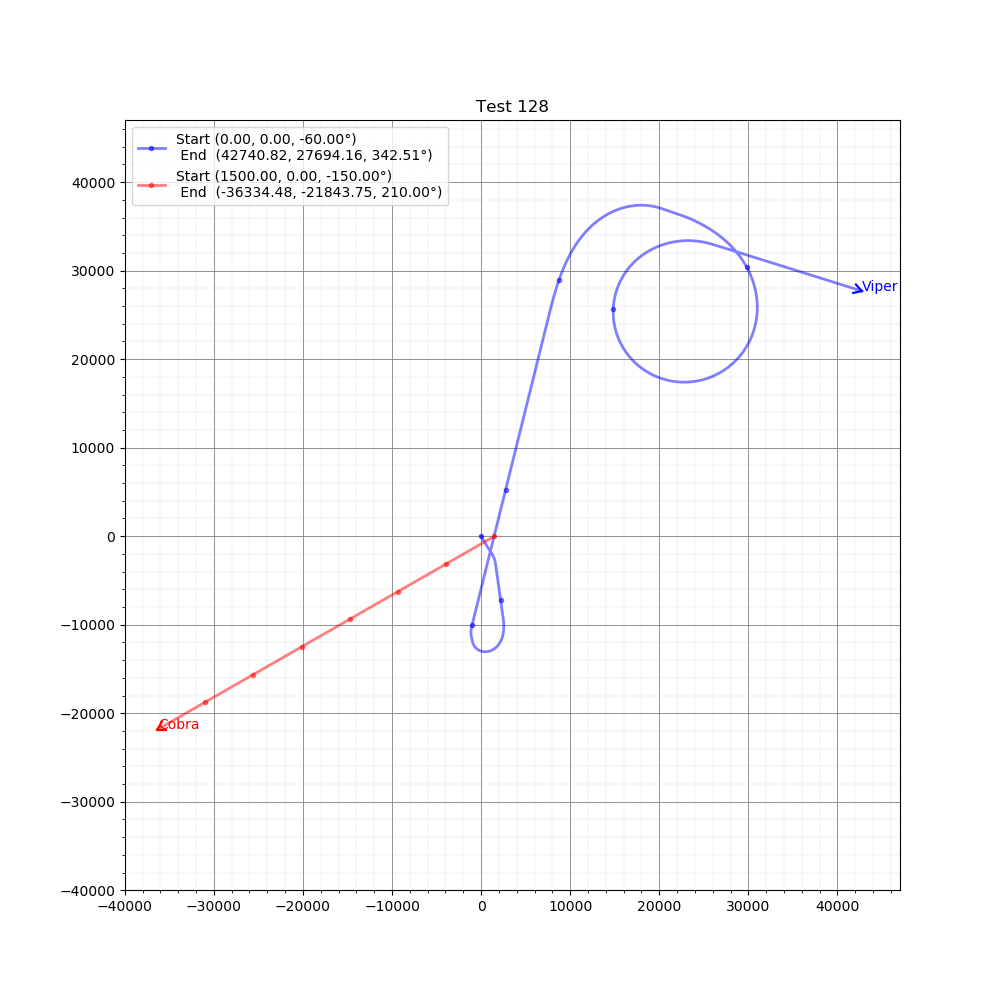 Test 128
Start (0.00, 0.00, -60.00°)
End  (42740.82, 27694.16, 342.51°)
Start (1500.00, 0.00, -150.00°)
End  (-36334.48, -21843.75, 210.00°)
40000
30000
20000
10000
0
−10000
−20000
−30000
−40000
Viper
Cobra
−40000 −30000 −20000 −10000 0 10000 20000 30000 40000